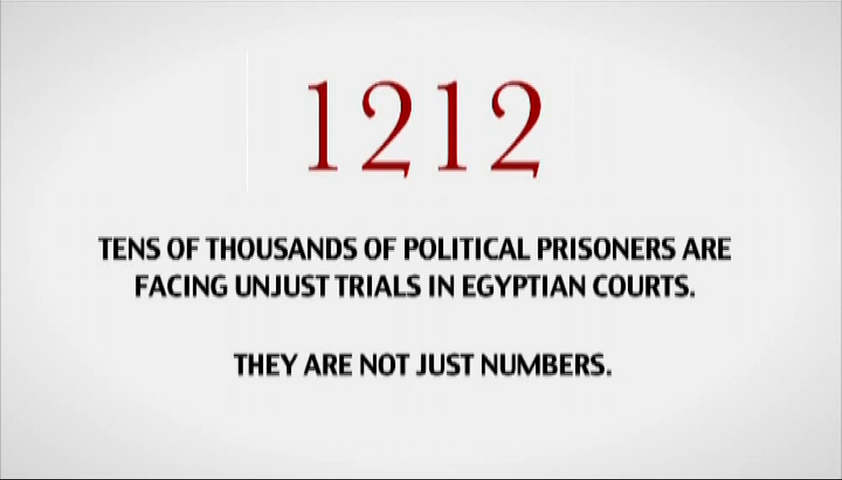 1212
TENS OF THOUSANDS OF POLITICAL PRISONERS ARE
FACING UNJUST TRIALS IN EGYPTIAN COURTS.
THEY ARE NOT JUST NUMBERS.